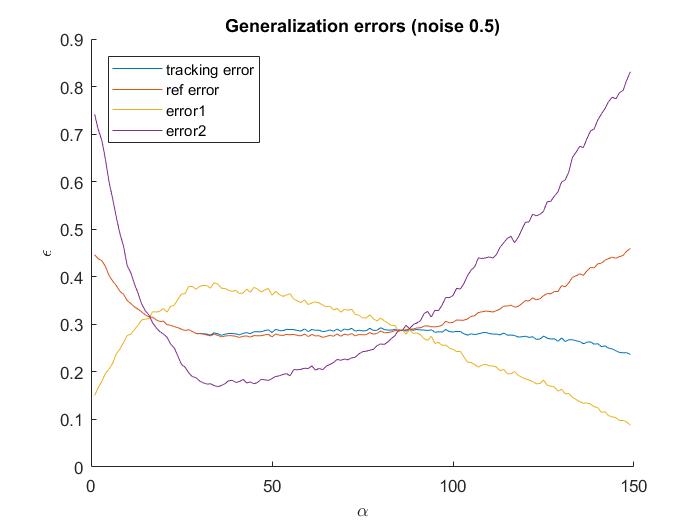 Generalization errors (noise 0.5)
0.9
0.8
0.7
0.6
0.5
0.4
0.3
0.2
0.1
0
ϵ
tracking error
ref error
error1
error2
0 50 100 150
α